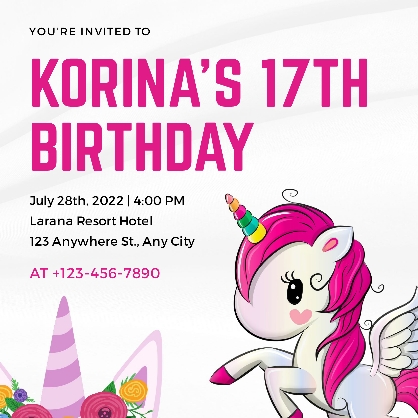 YOU'RE INVITED TO
KORINA'S 17TH
BIRTHDAY
July 28th, 2022 | 4:00 PM
Larana Resort Hotel
123 Anywhere St., Any City
AT +123-456-7890